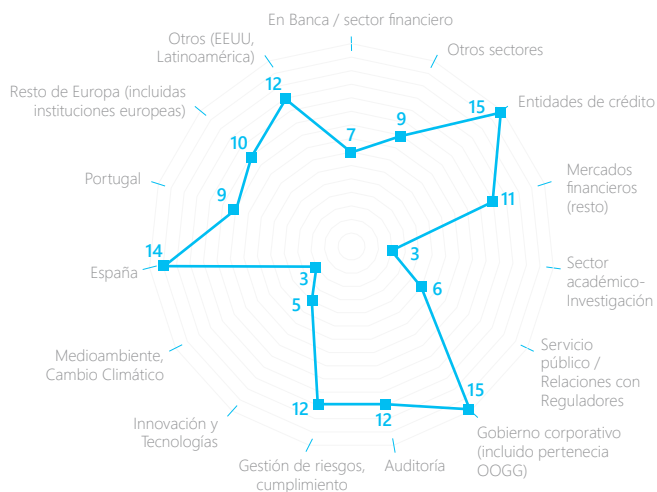 En Banca / sector financiero
Otros sectores
Entidades de crédito
Mercados
financieros
(resto)
Sector
académico-
Investigación
Servicio
público /
Relaciones con
Reguladores
Gobierno corporativo
(incluido pertenecia
OOGG)
Auditoría
Gestión de riesgos,
cumplimiento
Innovación y
Tecnologías
Medioambiente,
Cambio Climático
España
Portugal
Resto de Europa (incluidas
instituciones europeas)
Otros (EEUU,
Latinoamérica)
7
9
15
11
3
6
15
12
12
5
3
14
9
10
12